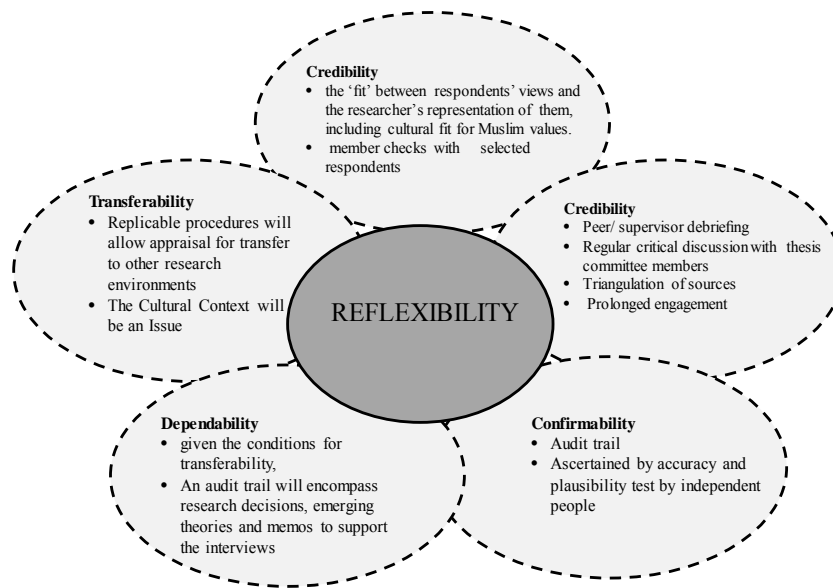 Credibility
• the ‘fit’ between respondents’ views and
the researcher’s representation of them,
including cultural fit for Muslim values.
• member checks with selected
respondents
Transferability
• Replicable procedures will
allow appraisal for transfer
to other research
environments
• The Cultural Context will
be an Issue
Credibility
• Peer/ supervisor debriefing
• Regular critical discussion with thesis
committee members
• Triangulation of sources
• Prolonged engagement
REFLEXIBILITY
Dependability
• given the conditions for
transferability,
• An audit trail will encompass
research decisions, emerging
theories and memos to support
the interviews
Confirmability
• Audit trail
• Ascertained by accuracy and
plausibility test by independent
people